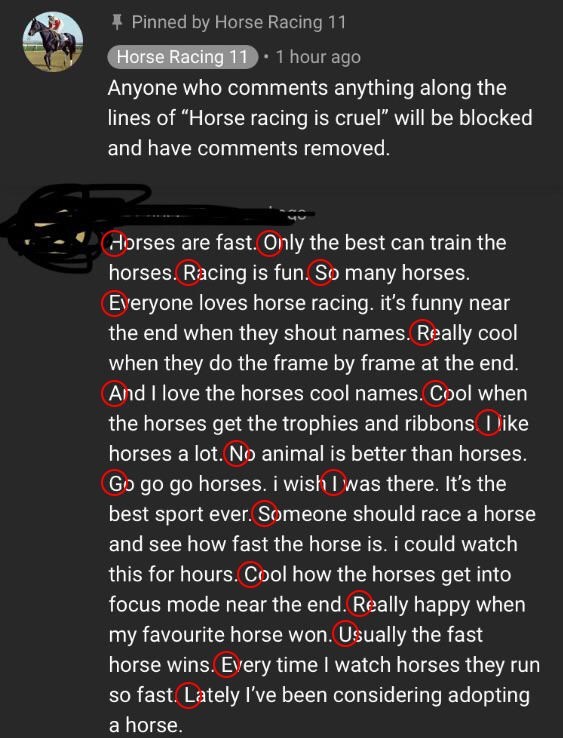 Pinned by Horse Racing 11
Horse Racing 11 • 1 hour ago
Anyone who comments anything along the
lines of “Horse racing is cruel” will be blocked
and have comments removed.
Horses are fast. Only the best can train the
horses. Racing is fun. So many horses.
Everyone loves horse racing. it’s funny near
the end when they shout names. Really cool
when they do the frame by frame at the end.
And I love the horses cool names. Cool when
the horses get the trophies and ribbons. I like
horses a lot. No animal is better than horses.
Go go go horses. i wish I was there. It’s the
best sport ever. Someone should race a horse
and see how fast the horse is. i could watch
this for hours. Cool how the horses get into
focus mode near the end. Really happy when
my favourite horse won. Usually the fast
horse wins. Every time I watch horses they run
so fast. Lately I’ve been considering adopting
a horse.